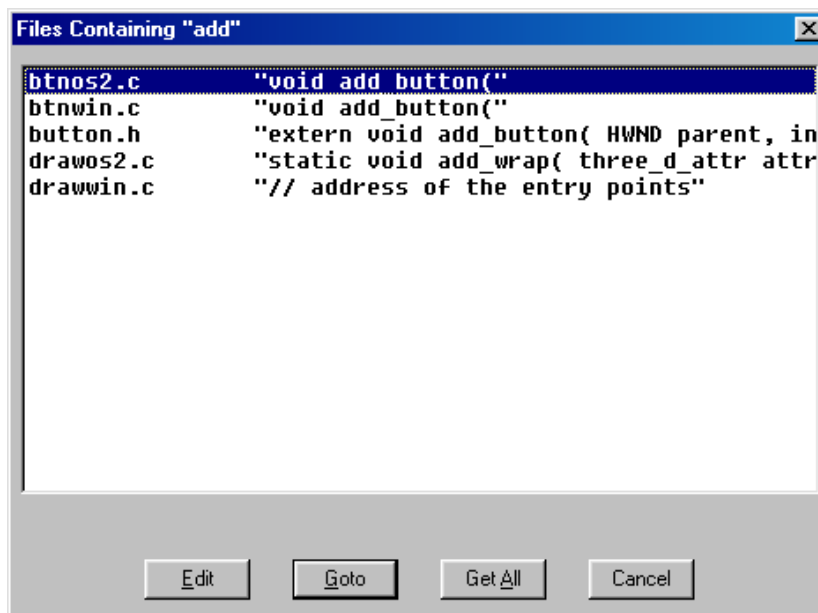 Files Containing "add"
btnos2.c "void add button("
btnwin.c "void add_button("
button.h "extern void add_button( HWND parent, in
drawos2.c "static void add_wrap( three_d_attr attr
drawwin.c "// address of the entry points"
Edit Goto Get All Cancel